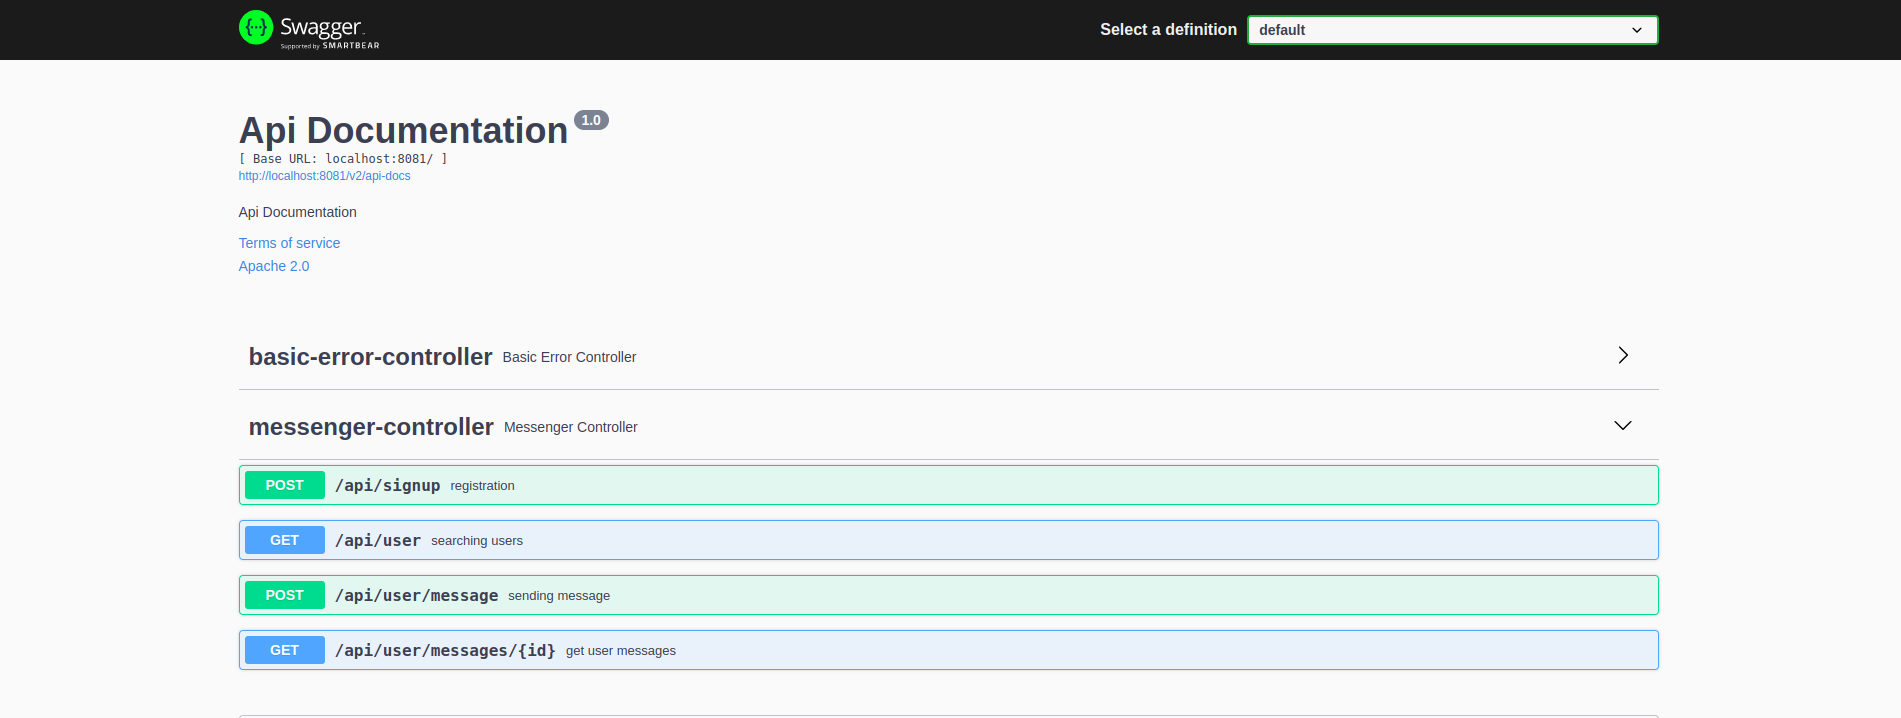 Swagger
Supported by SMARTBEAR
Select a definition
default
Api Documentation 1.0
[ Base URL: localhost:8081/ ]
http://localhost:8081/v2/api-docs
Api Documentation
Terms of service
Apache 2.0
basic-error-controller Basic Error Controller
messenger-controller Messenger Controller
POST /api/signup registration
GET /api/user searching users
POST /api/user/message sending message
GET /api/user/messages/{id} get user messages